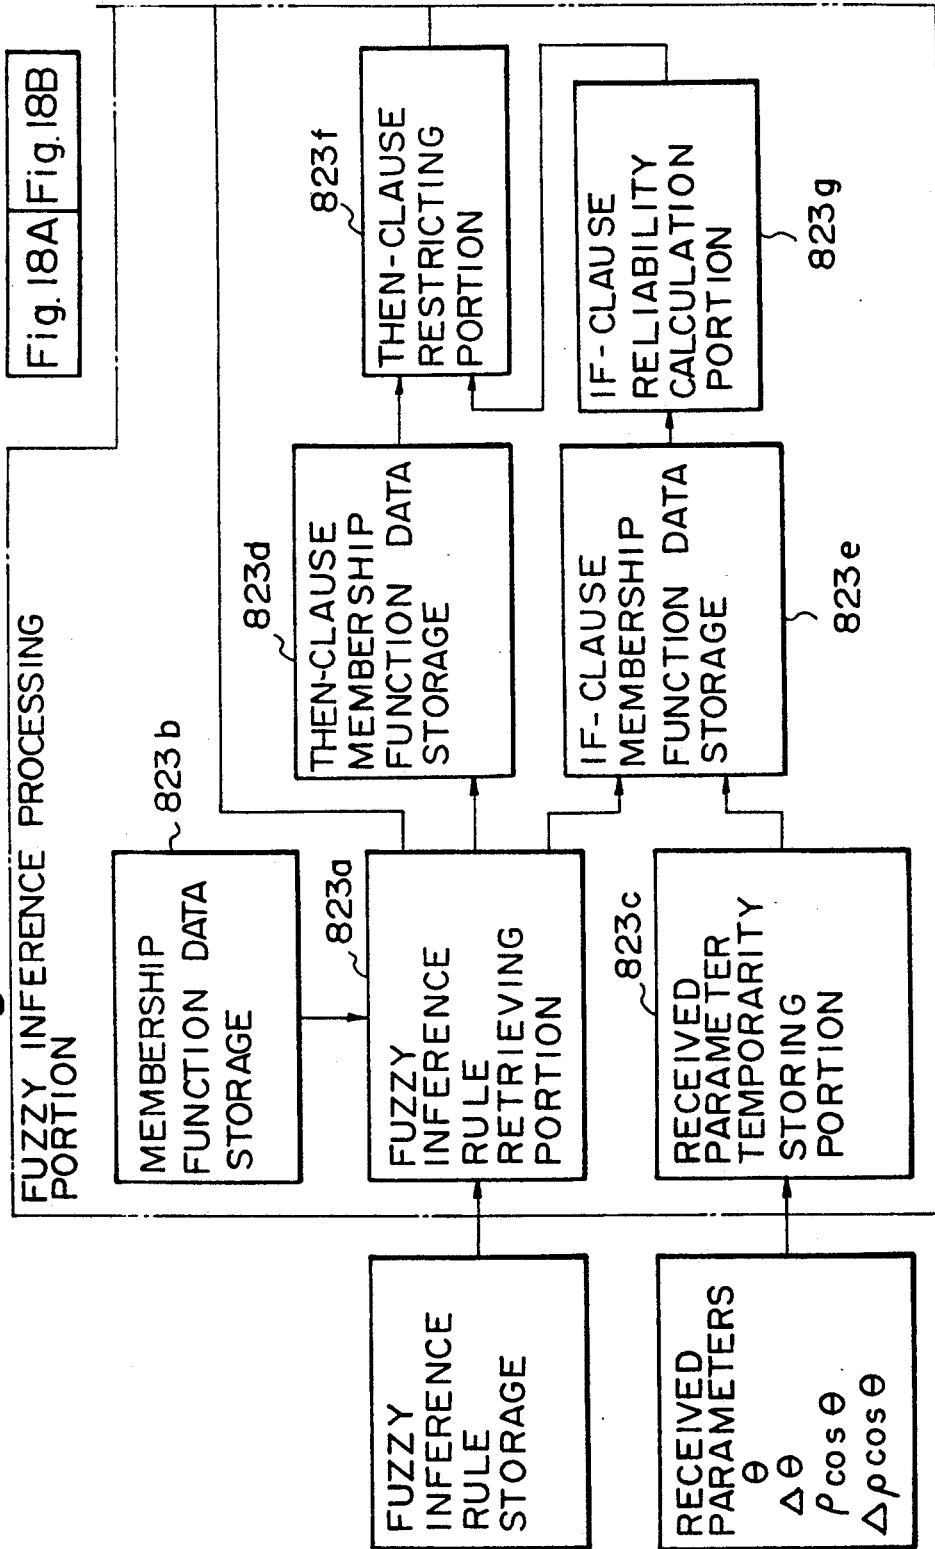 Fig. 18A Fig. 18B
FUZZY INFERENCE PROCESSING
PORTION
823b
MEMBERSHIP
FUNCTION DATA
STORAGE
823a
FUZZY
INFERENCE
RULE
RETRIEVING
PORTION
823c
RECEIVED
PARAMETER
TEMPORARITY
STORING
PORTION
FUZZY
INFERENCE
RULE
STORAGE
RECEIVED
PARAMETERS
θ
Δθ
ρcosθ
Δρcosθ
823d
THEN-CLAUSE
MEMBERSHIP
FUNCTION DATA
STORAGE
IF-CLAUSE
MEMBERSHIP
FUNCTION DATA
STORAGE
823e
823f
THEN-CLAUSE
RESTRICTING
PORTION
IF-CLAUSE
RELIABILITY
CALCULATION
PORTION
823g